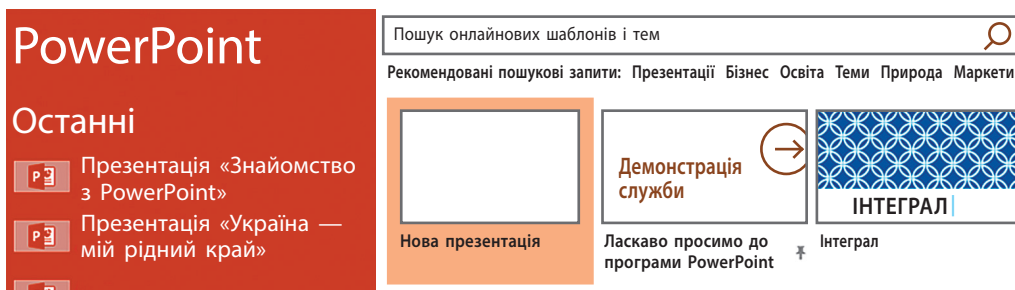 PowerPoint
Останні
Презентація «Знайомство
з PowerPoint»
Презентація «Україна —
мій рідний край»
Пошук онлайнових шаблонів і тем
Рекомендовані пошукові запити: Презентації Бізнес Освіта Теми Природа Маркети
Нова презентація
Демонстрація
служби
Ласкаво просимо до
програми PowerPoint
ІНТЕГРАЛ
Інтеграл